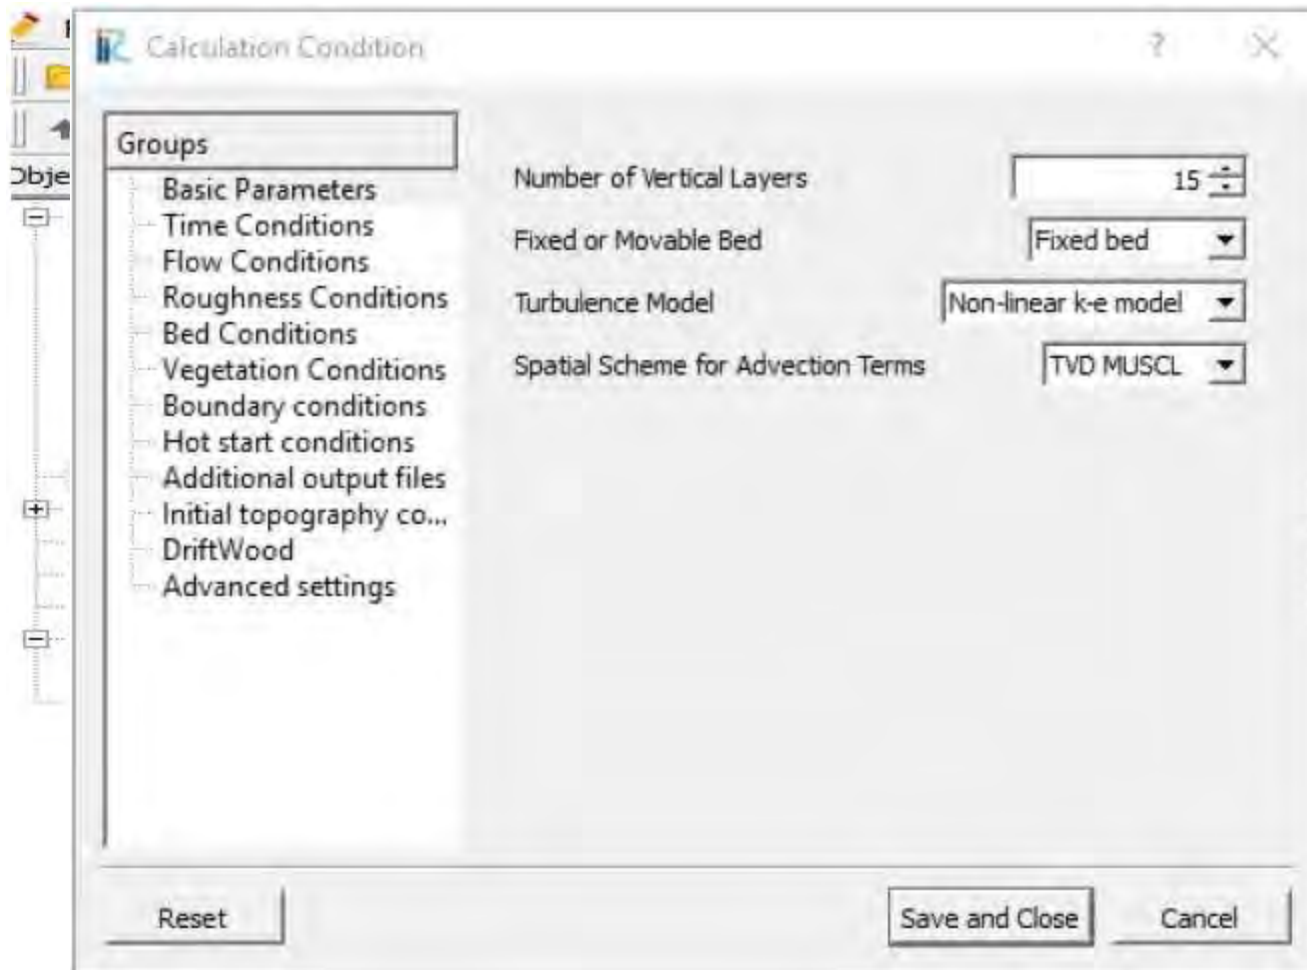 Calculation Condition
?
Obje
Groups
Basic Parameters
Time Conditions
Flow Conditions
Roughness Conditions
Bed Conditions
Vegetation Conditions
Boundary conditions
Hot start conditions
Additional output files
Initial topography co...
DriftWood
Advanced settings
Number of Vertical Layers 15
Fixed or Movable Bed Fixed bed
Turbulence Model Non-linear k-e model
Spatial Scheme for Advection Terms TVD MUSCL
Reset Save and Close Cancel